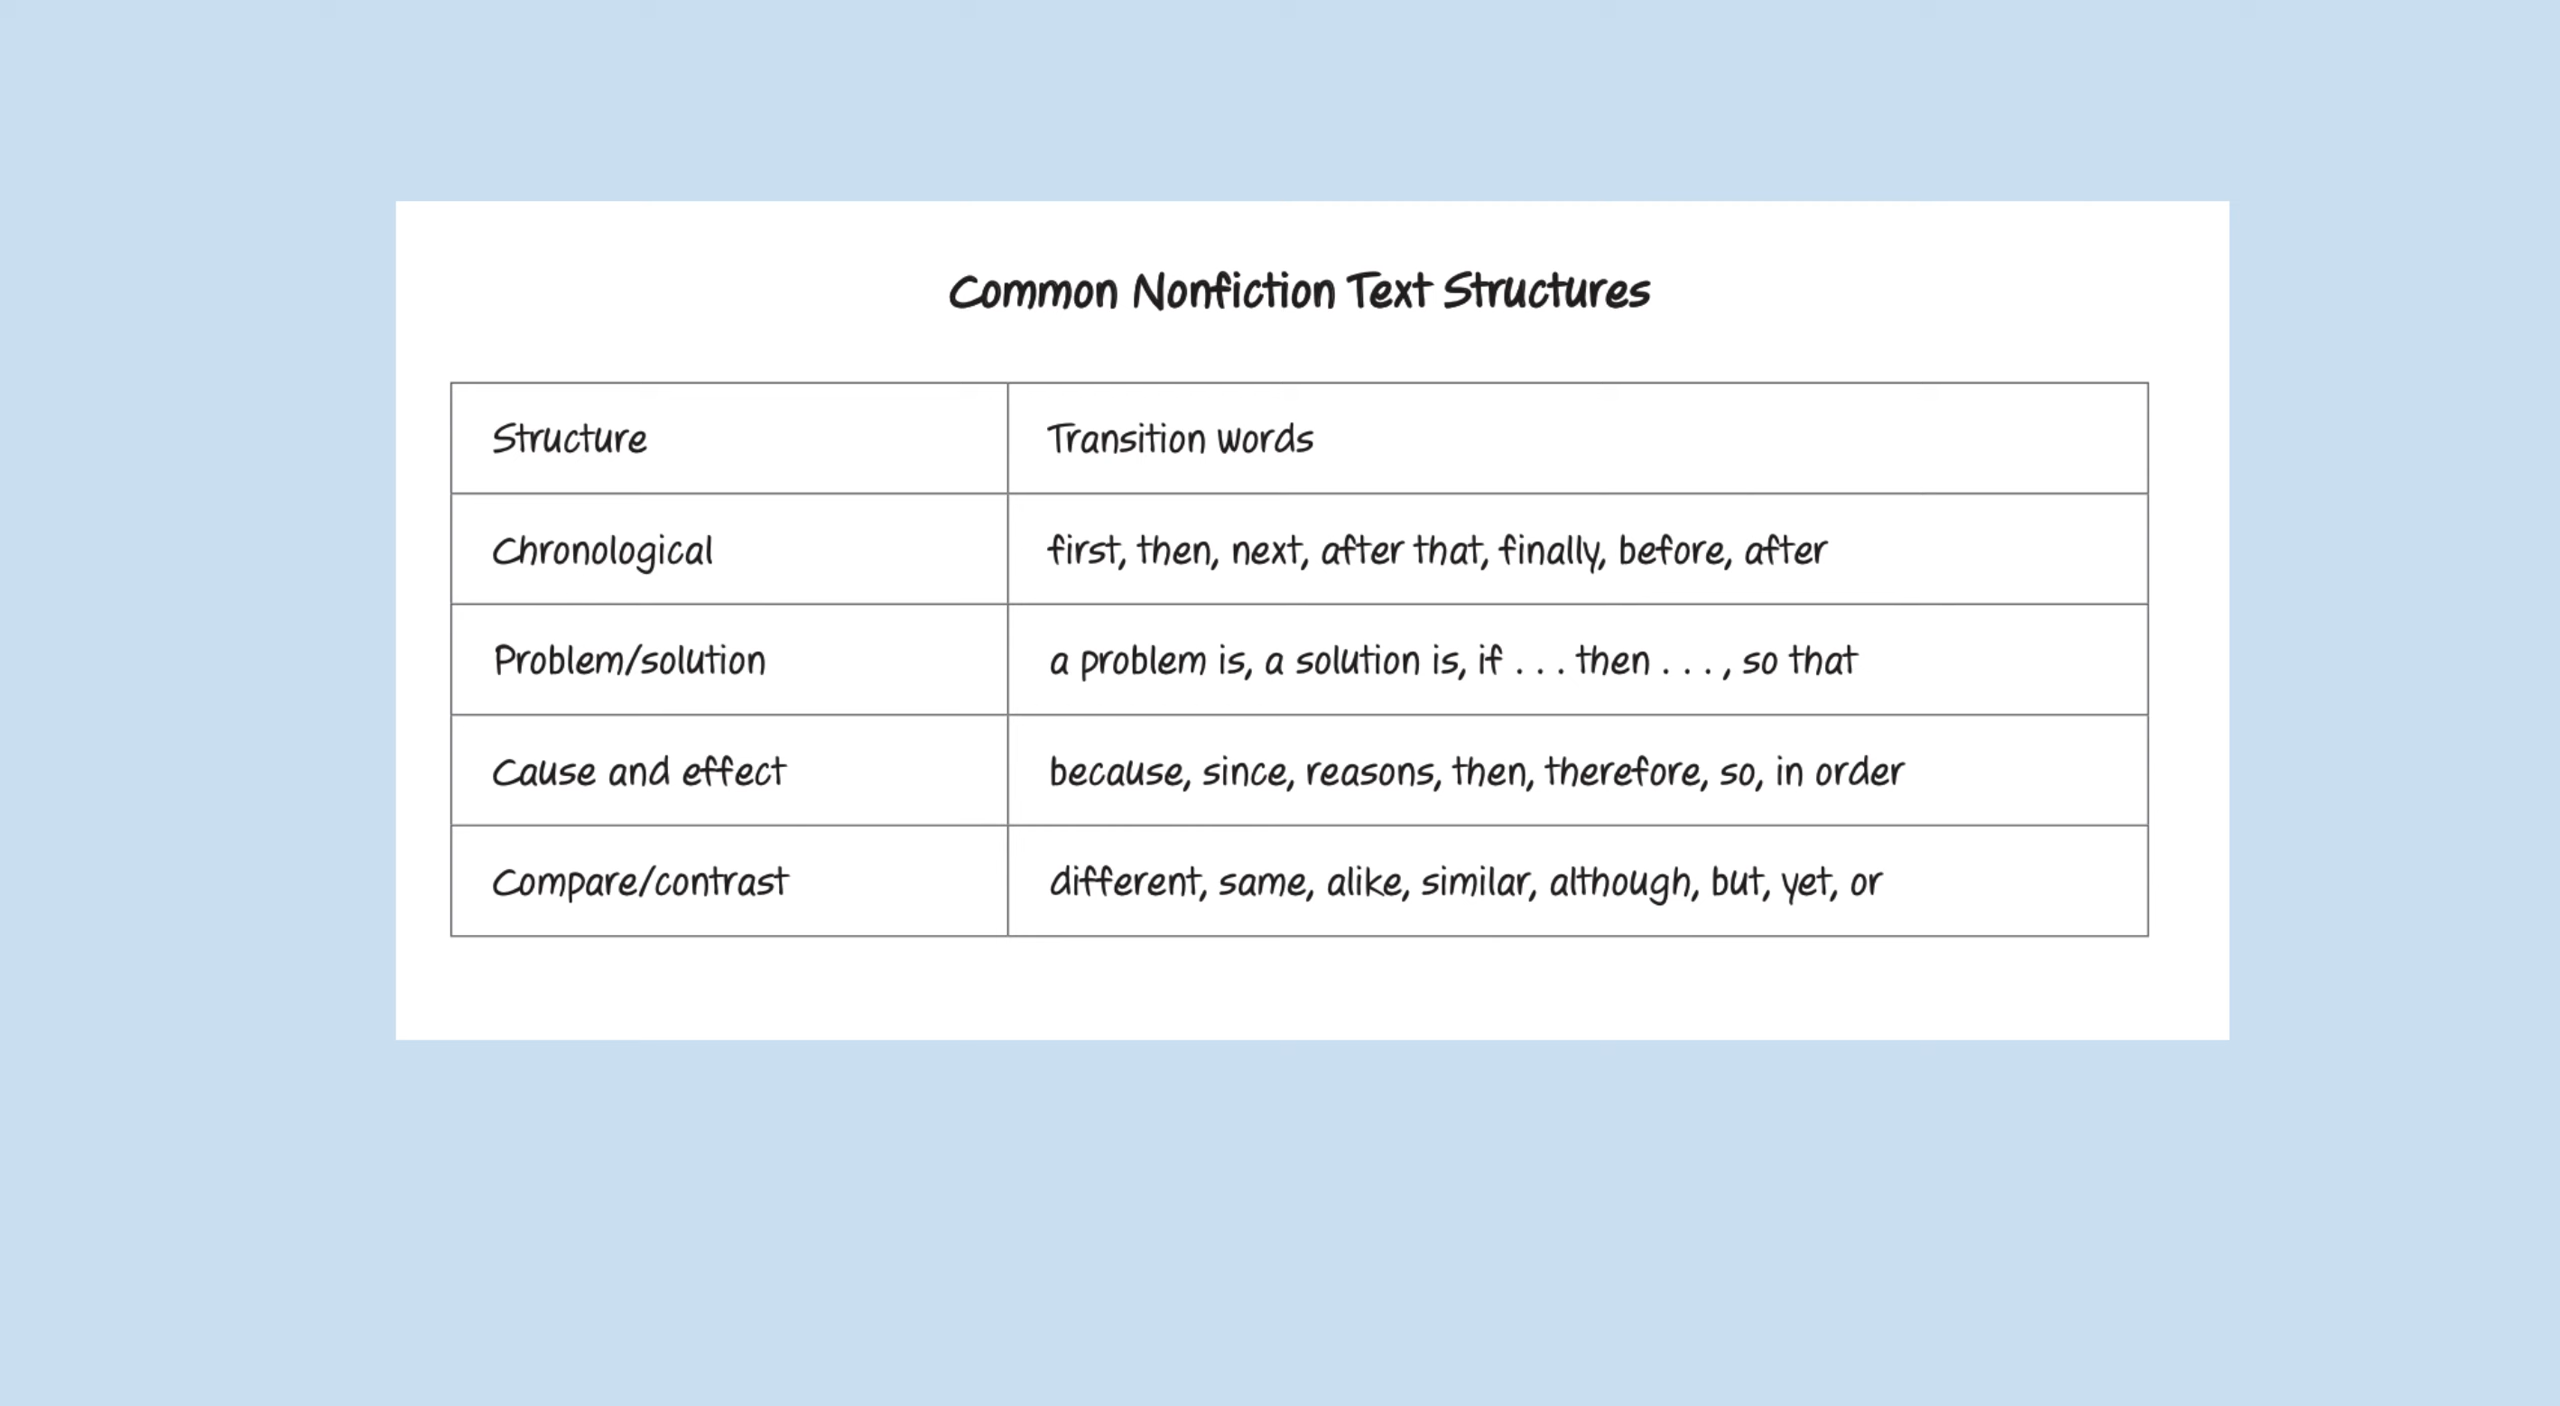 Common Nonfiction Text Structures
Structure
Transition words
Chronological
first, then, next, after that, finally, before, after
Problem/solution
a problem is, a solution is, if . . . then . . . , so that
Cause and effect
because, since, reasons, then, therefore, so, in order
Compare/contrast
different, same, alike, similar, although, but, yet, or